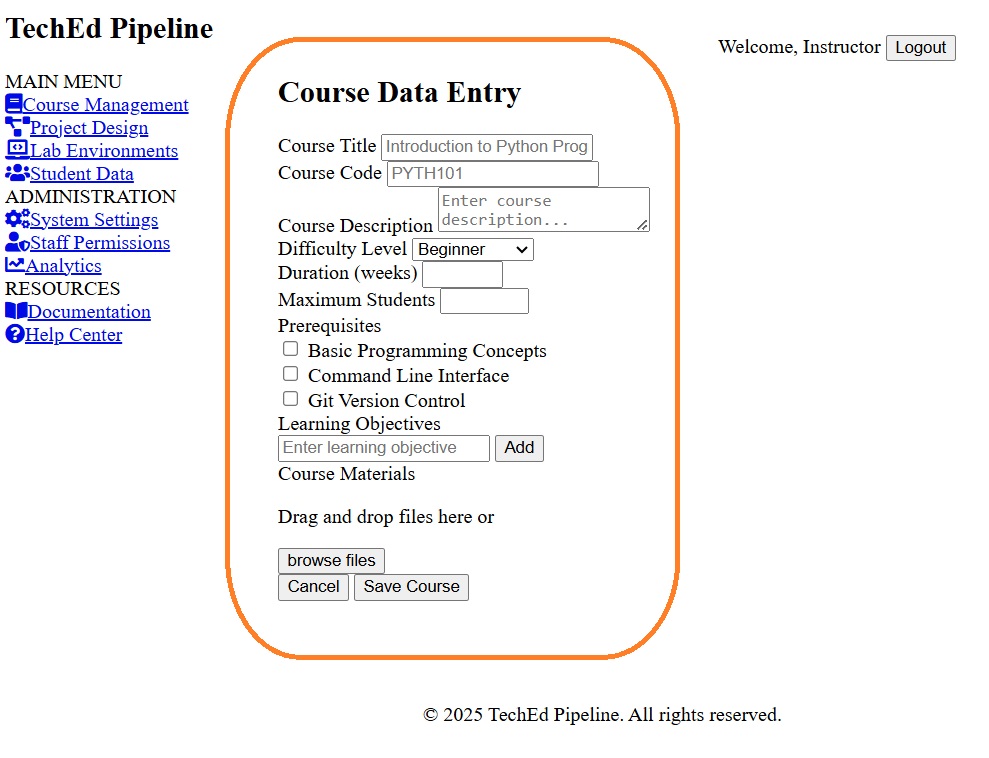 TechEd Pipeline
Welcome, Instructor Logout
MAIN MENU
Course Management
Project Design
Lab Environments
Student Data
ADMINISTRATION
System Settings
Staff Permissions
Analytics
RESOURCES
Documentation
Help Center
Course Data Entry
Course Title Introduction to Python Prog
Course Code PYTH101
Course Description Enter course
description...
Difficulty Level Beginner
Duration (weeks)
Maximum Students
Prerequisites
Basic Programming Concepts
Command Line Interface
Git Version Control
Learning Objectives
Enter learning objective Add
Course Materials
Drag and drop files here or
browse files
Cancel Save Course
© 2025 TechEd Pipeline. All rights reserved.